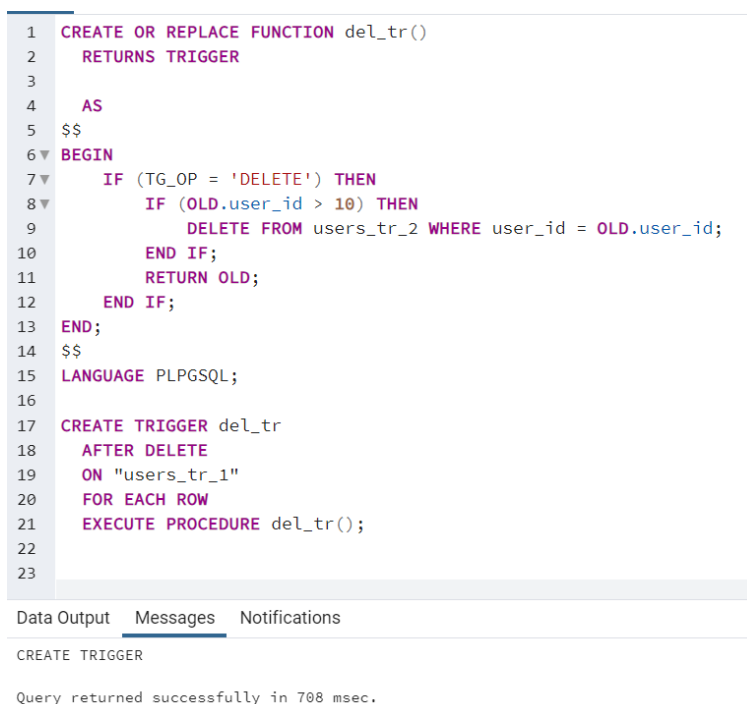 1 CREATE OR REPLACE FUNCTION del_tr()
2 RETURNS TRIGGER
3
4 AS
5 $$
6 BEGIN
7 IF (TG_OP = 'DELETE') THEN
8 IF (OLD.user_id > 10) THEN
9 DELETE FROM users_tr_2 WHERE user_id = OLD.user_id;
10 END IF;
11 RETURN OLD;
12 END IF;
13 END;
14 $$
15 LANGUAGE PLPGSQL;
16
17 CREATE TRIGGER del_tr
18 AFTER DELETE
19 ON "users_tr_1"
20 FOR EACH ROW
21 EXECUTE PROCEDURE del_tr();
22
23
Data Output Messages Notifications
CREATE TRIGGER
Query returned successfully in 708 msec.